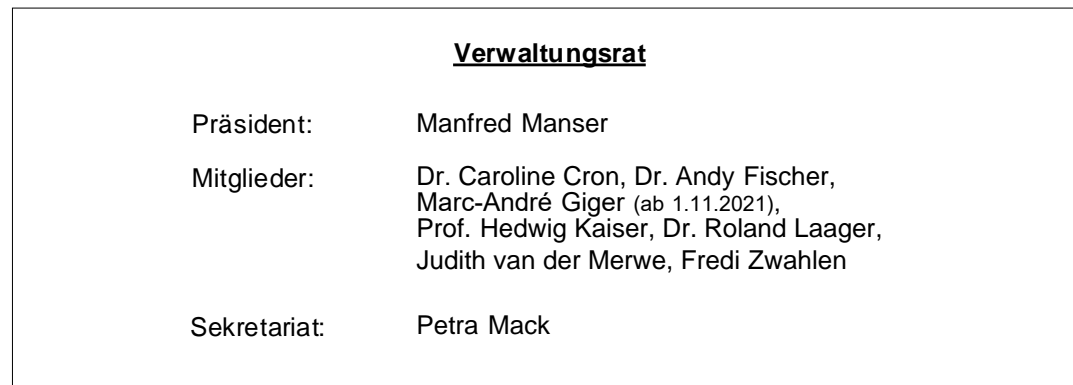 Verwaltungsrat
Präsident: Manfred Manser
Mitglieder: Dr. Caroline Cron, Dr. Andy Fischer,
Marc-André Giger (ab 1.11.2021),
Prof. Hedwig Kaiser, Dr. Roland Laager,
Judith van der Merwe, Fredi Zwahlen
Sekretariat: Petra Mack